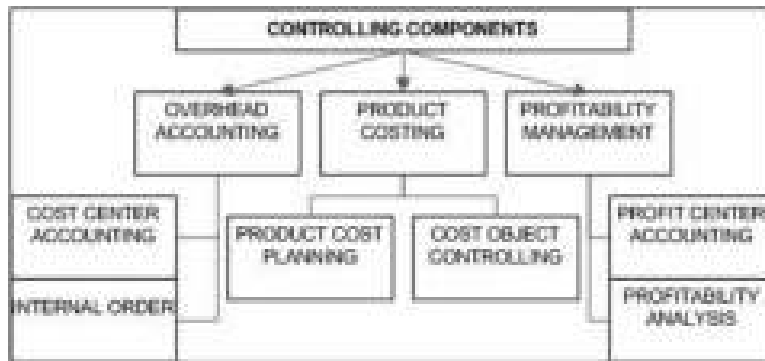 CONTROLLING COMPONENTS
OVERHEAD
ACCOUNTING
PRODUCT
COSTING
PROFITABILITY
MANAGEMENT
COST CENTER
ACCOUNTING
PRODUCT COST
PLANNING
COST OBJECT
CONTROLLING
PROFIT CENTER
ACCOUNTING
INTERNAL ORDER
PROFITABILITY
ANALYSIS